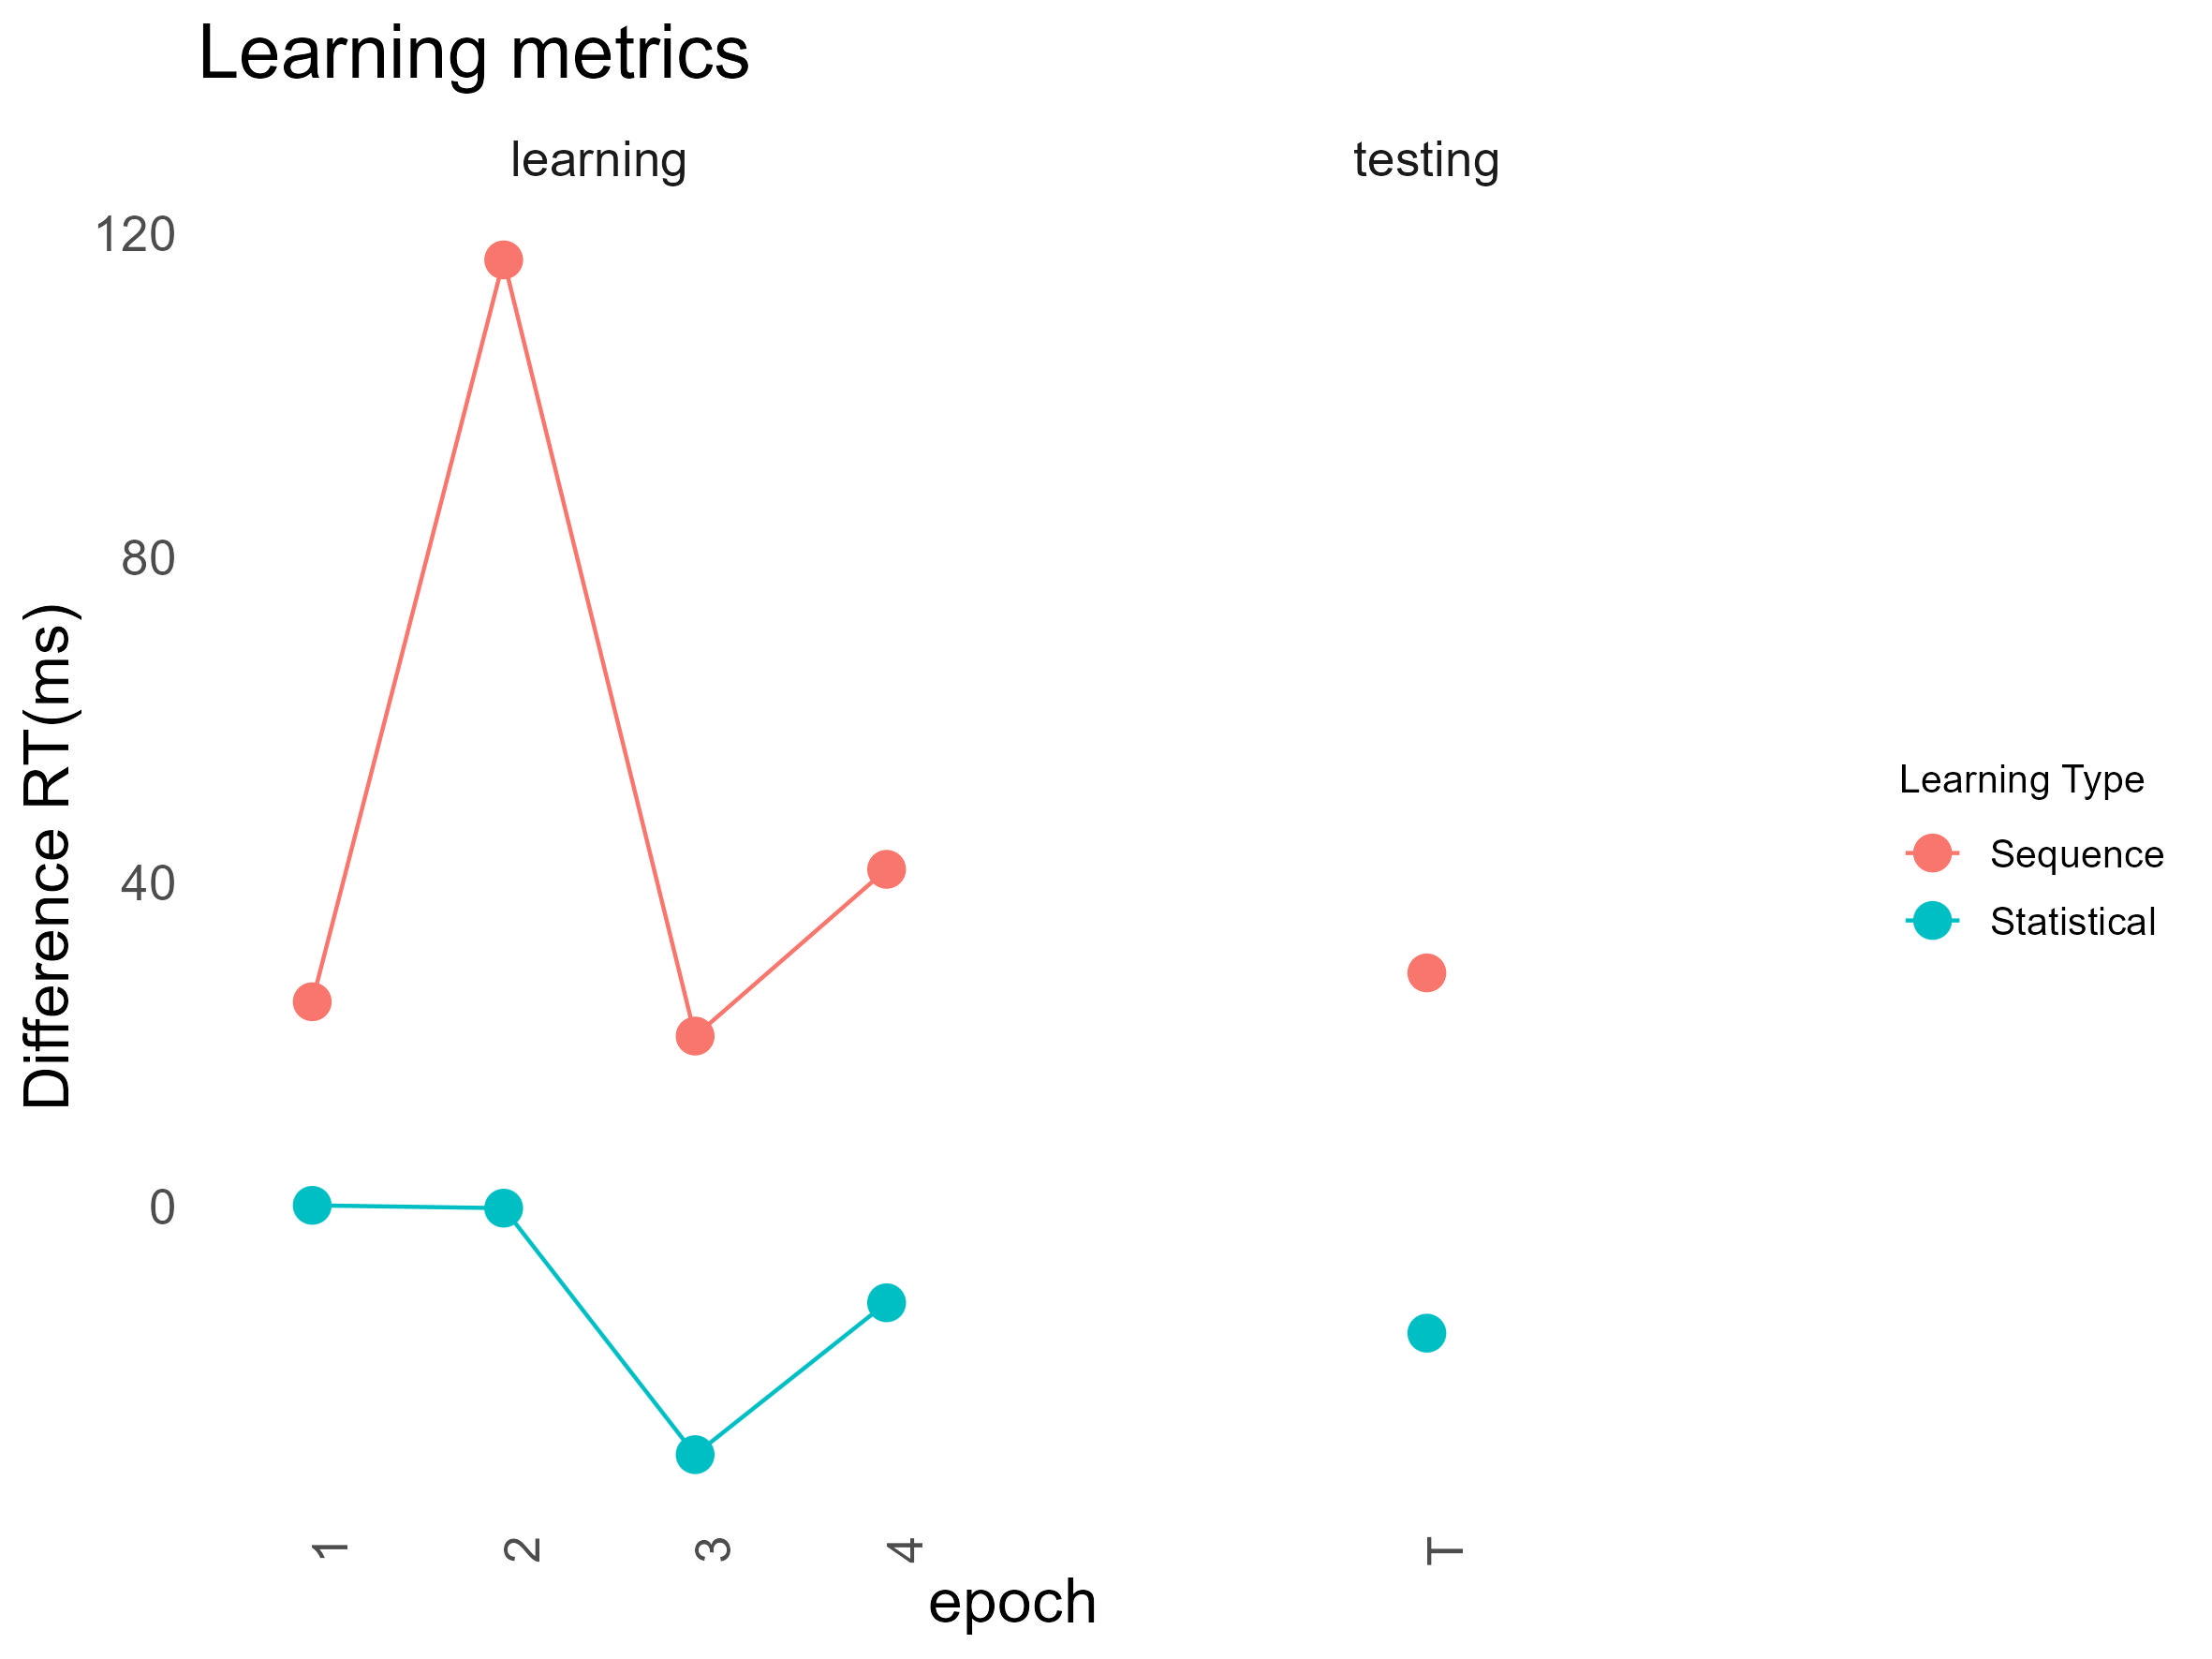 Learning metrics
learning
testing
120
80
40
0
Difference RT(ms)
1
2
3
4
T
epoch
Learning Type
Sequence
Statistical